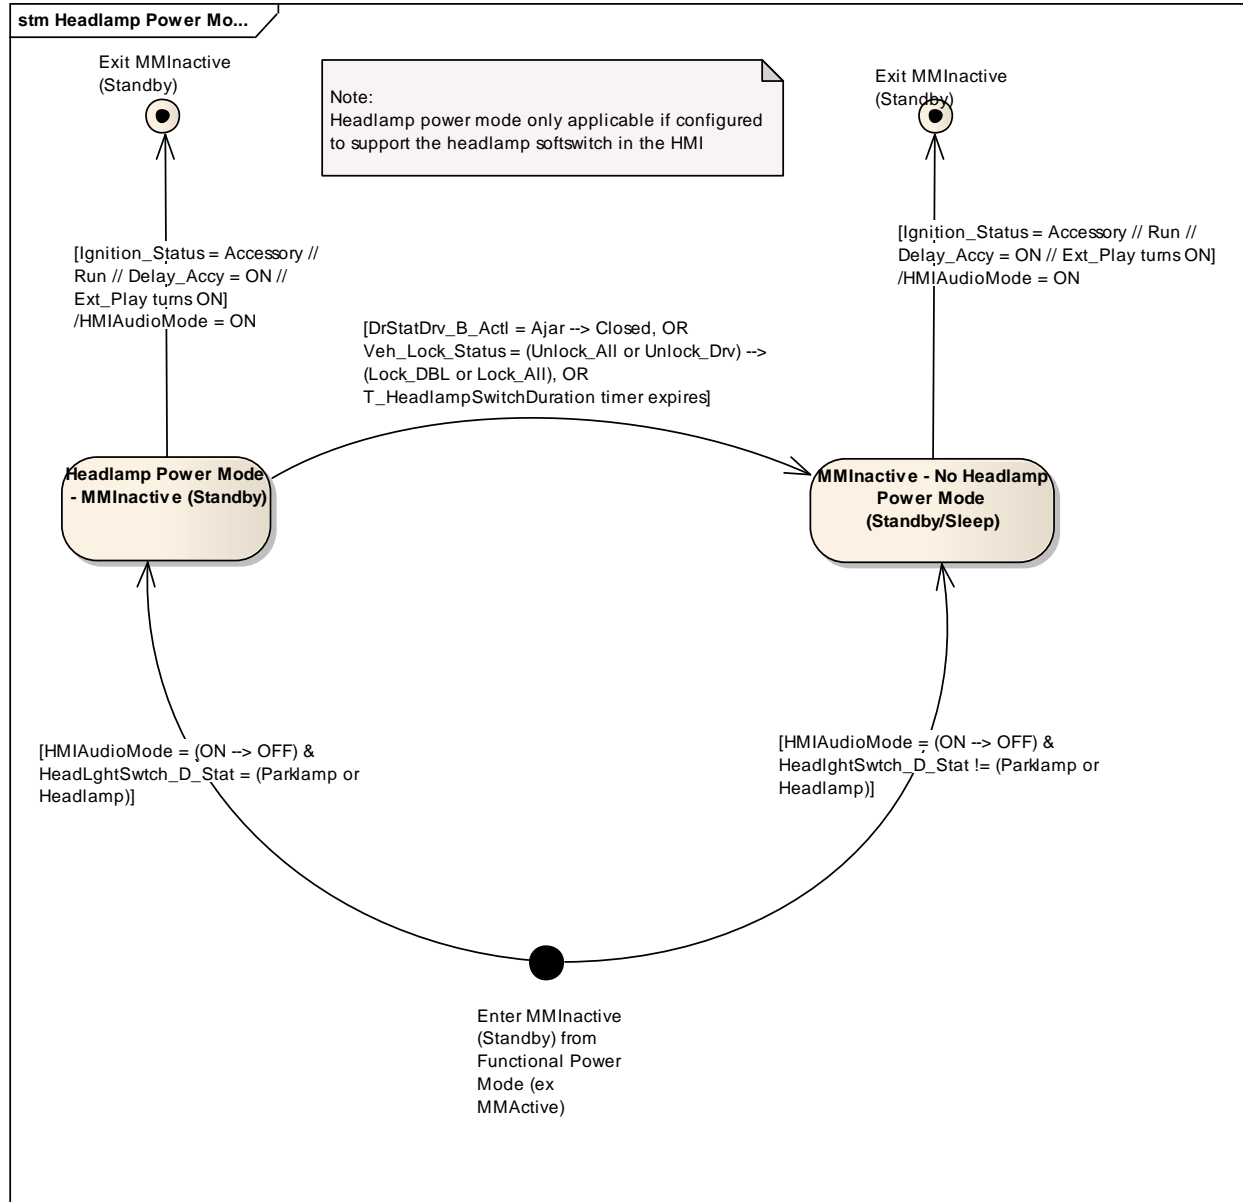 stm Headlamp Power Mo...
Exit MMInactive
(Standby)
Note:
Headlamp power mode only applicable if configured
to support the headlamp softswitch in the HMI
Exit MMInactive
(Standby)
[Ignition_Status = Accessory //
Run // Delay_Accy = ON //
Ext_Play turns ON]
/HMIAudioMode = ON
[Ignition_Status = Accessory // Run //
Delay_Accy = ON // Ext_Play turns ON]
/HMIAudioMode = ON
[DrStatDrv_B_Actl = Ajar --> Closed, OR
Veh_Lock_Status = (Unlock_All or Unlock_Drv) -->
(Lock_DBL or Lock_All), OR
T_HeadlampSwitchDuration timer expires]
Headlamp Power Mode
- MMInactive (Standby)
MMInactive - No Headlamp
Power Mode
(Standby/Sleep)
[HMIAudioMode = (ON --> OFF) &
HeadLghtSwtch_D_Stat = (Parklamp or
Headlamp)]
[HMIAudioMode = (ON --> OFF) &
HeadlghtSwtch_D_Stat != (Parklamp or
Headlamp)]
Enter MMInactive
(Standby) from
Functional Power
Mode (ex
MMActive)